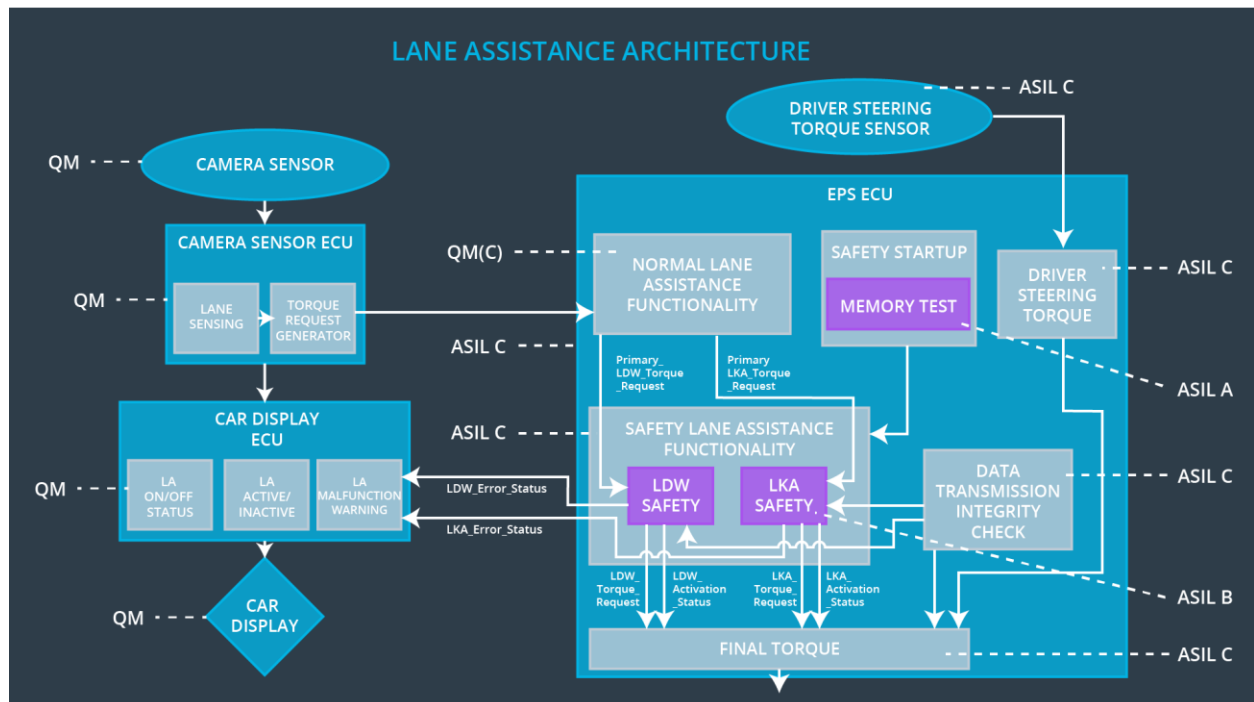 LANE ASSISTANCE ARCHITECTURE
ASIL C
DRIVER STEERING
TORQUE SENSOR
QM
CAMERA SENSOR
EPS ECU
CAMERA SENSOR ECU
QM
LANE
SENSING
TORQUE
REQUEST
GENERATOR
QM(C)
NORMAL LANE
ASSISTANCE
FUNCTIONALITY
SAFETY STARTUP
MEMORY TEST
DRIVER
STEERING
TORQUE
ASIL C
ASIL C
ASIL A
Primary_
LDW_Torque
_Request
Primary
LKA_Torque
_Request
CAR DISPLAY
ECU
QM
LA
ON/OFF
STATUS
LA
ACTIVE/
INACTIVE
LA
MALFUNCTION
WARNING
ASIL C
SAFETY LANE ASSISTANCE
FUNCTIONALITY
LDW
SAFETY
LKA
SAFETY
DATA
TRANSMISSION
INTEGRITY
CHECK
ASIL C
LDW_Error_Status
LKA_Error_Status
LDW_
Torque_
Request
LDW_
Activation
_Status
LKA_
Torque_
Request
LKA_
Activation
_Status
ASIL B
QM
CAR
DISPLAY
FINAL TORQUE
ASIL C